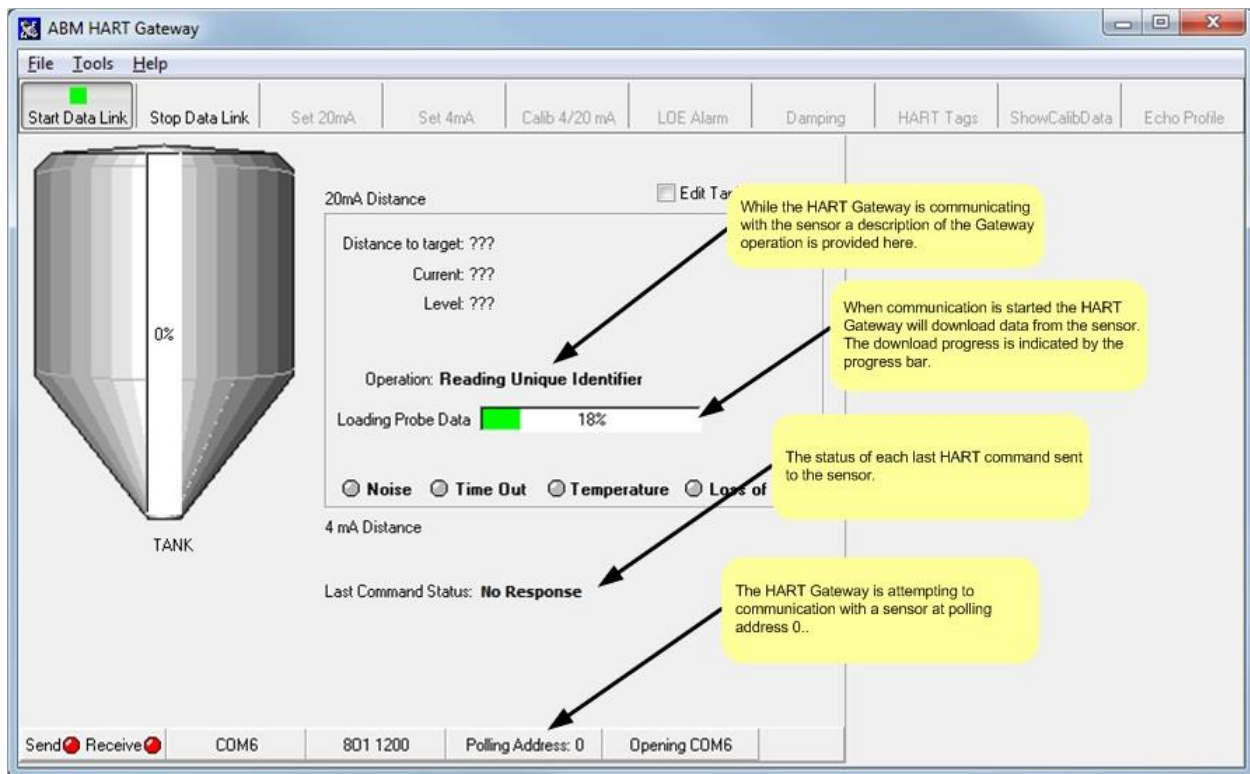 ABM HART Gateway
File Tools Help
Start Data Link Stop Data Link Set 20mA Set 4mA Calib 4/20 mA LOE Alarm Damping HART Tags ShowCalibData Echo Profile
20mA Distance
Edit
While the HART Gateway is communicating
with the sensor a description of the Gateway
operation is provided here.
Distance to target: ???
Current: ???
Level: ???
0%
When communication is started the HART
Gateway will download data from the sensor.
The download progress is indicated by the
progress bar.
Operation: Reading Unique Identifier
Loading Probe Data 18%
The status of each last HART command sent
to the sensor.
Noise Time Out Temperature Loss of
4 mA Distance
TANK
Last Command Status: No Response
The HART Gateway is attempting to
communication with a sensor at polling
address 0..
Send Receive COM6 8O1 1200 Polling Address: 0 Opening COM6